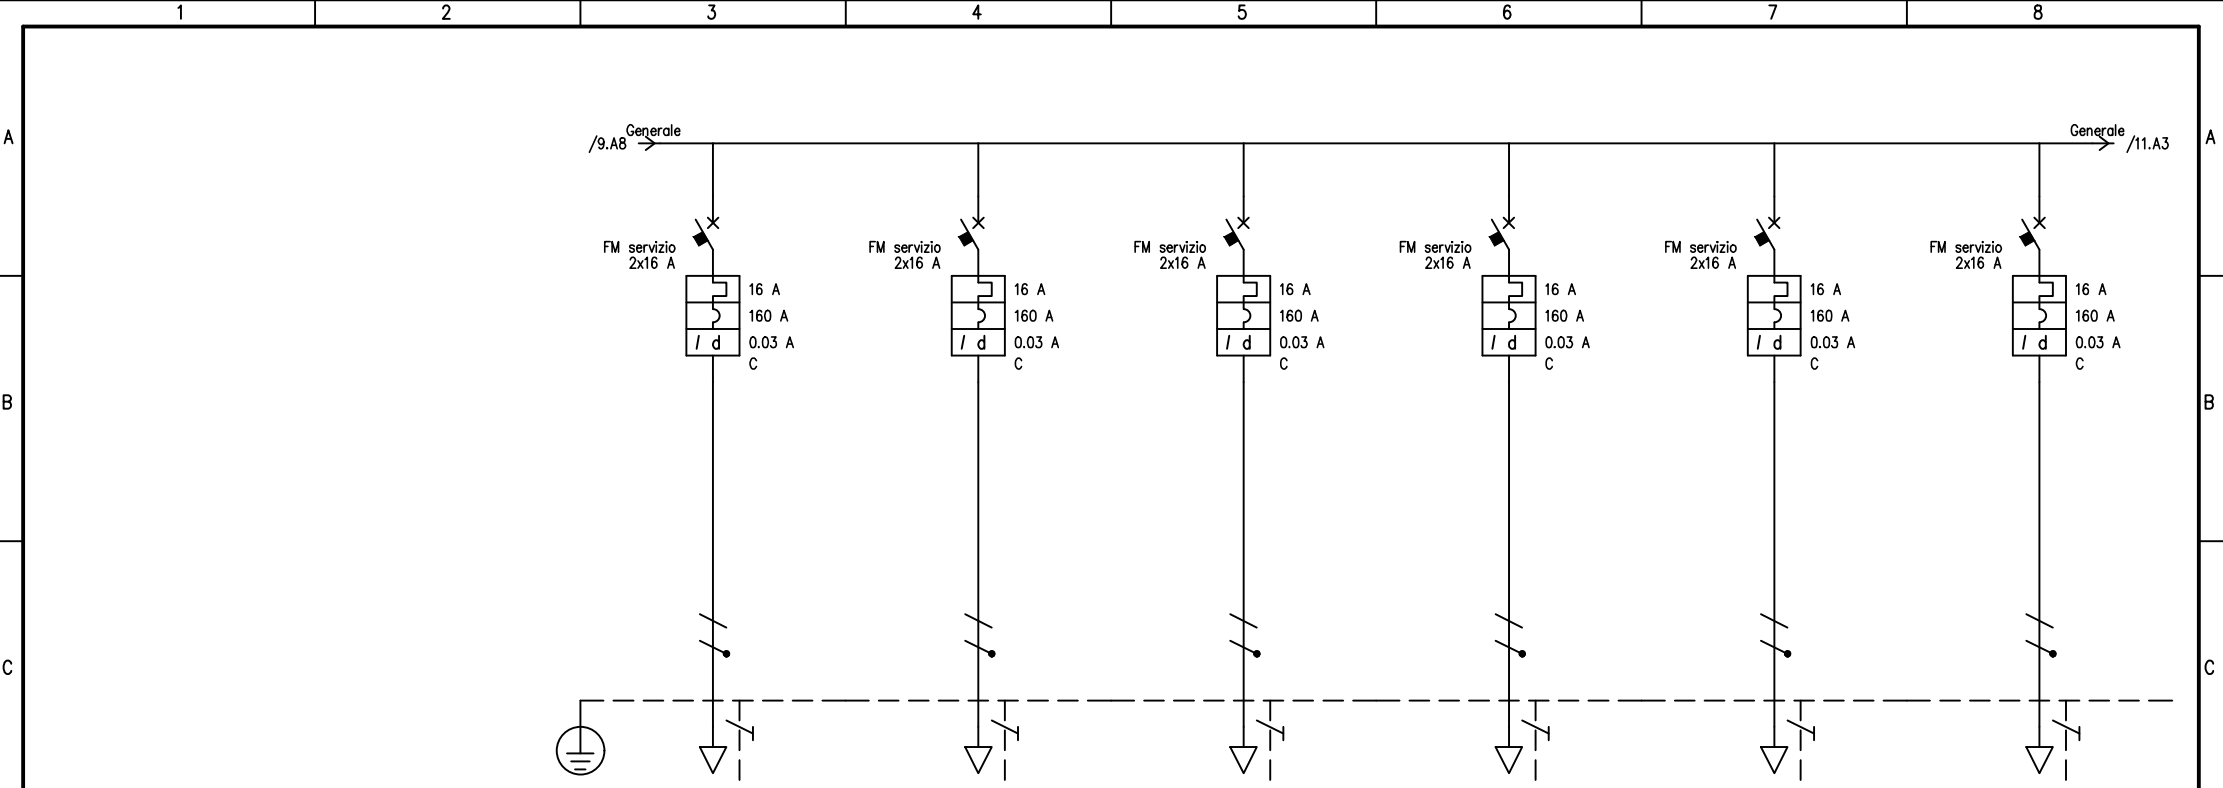 1 2 3 4 5 6 7 8
A A
Generale Generale
/9.A8 /11.A3
FM servizio FM servizio FM servizio FM servizio FM servizio FM servizio
2x16 A 2x16 A 2x16 A 2x16 A 2x16 A 2x16 A
16 A 16 A 16 A 16 A 16 A 16 A
160 A 160 A 160 A 160 A 160 A 160 A
I d 0.03 A I d 0.03 A I d 0.03 A I d 0.03 A I d 0.03 A I d 0.03 A
C C C C C C
B B
C C